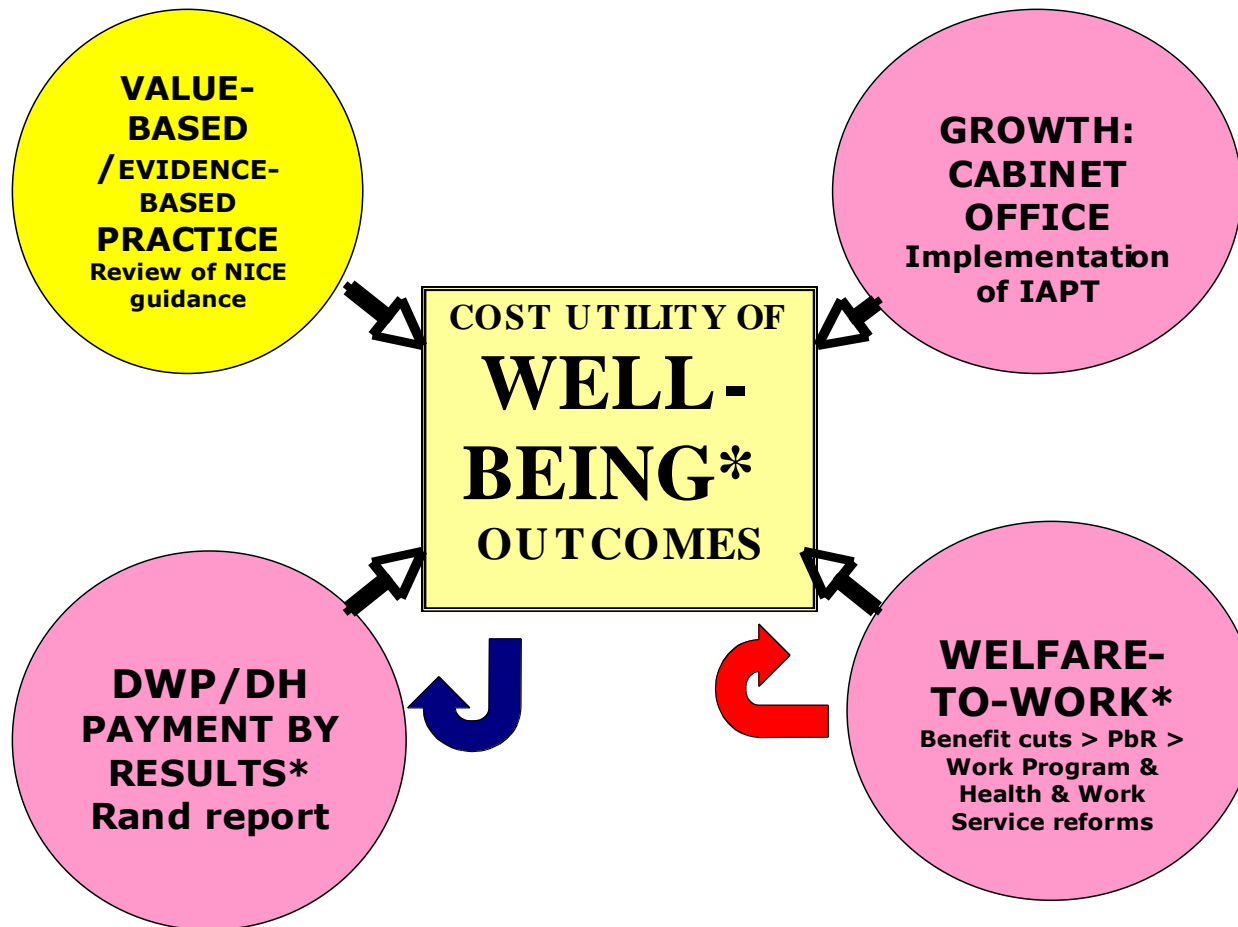 VALUE-
BASED
/EVIDENCE-
BASED
PRACTICE
Review of NICE
guidance
GROWTH:
CABINET
OFFICE
Implementation
of IAPT
COST UTILITY OF
WELL-
BEING*
OUTCOMES
DWP/DH
PAYMENT BY
RESULTS*
Rand report
WELFARE-
TO-WORK*
Benefit cuts > PbR >
Work Program &
Health & Work
Service reforms